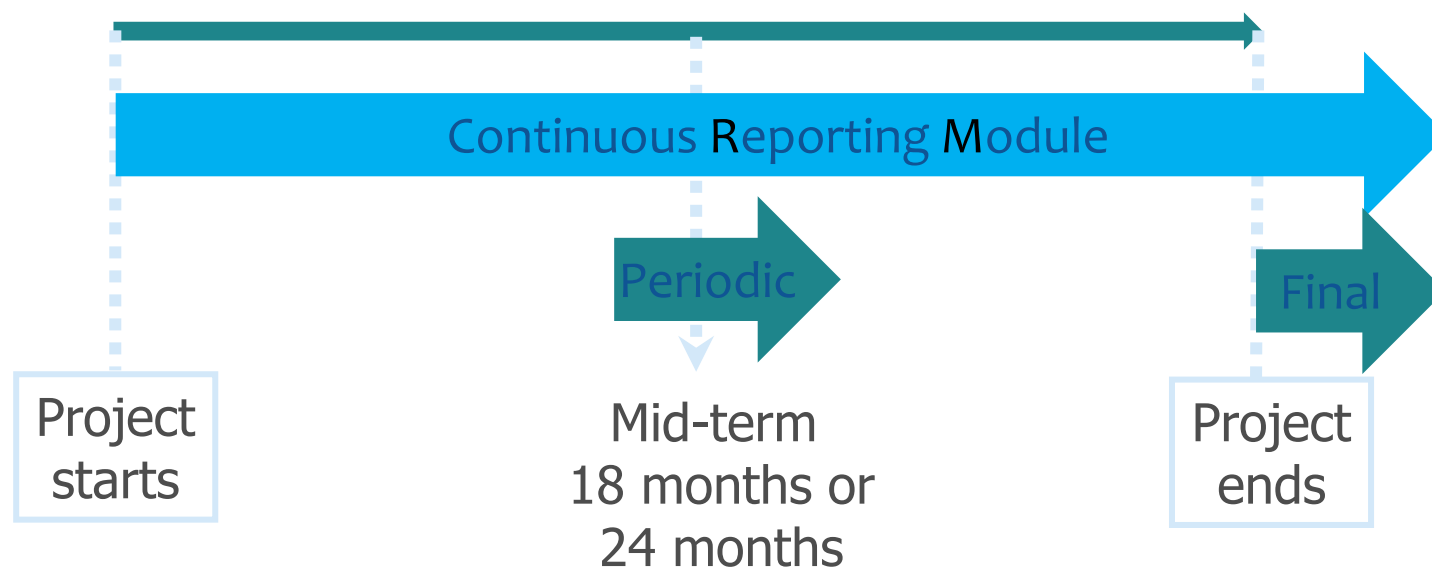 Continuous Reporting Module
Periodic
Final
Project
starts
Mid-term
18 months or
24 months
Project
ends